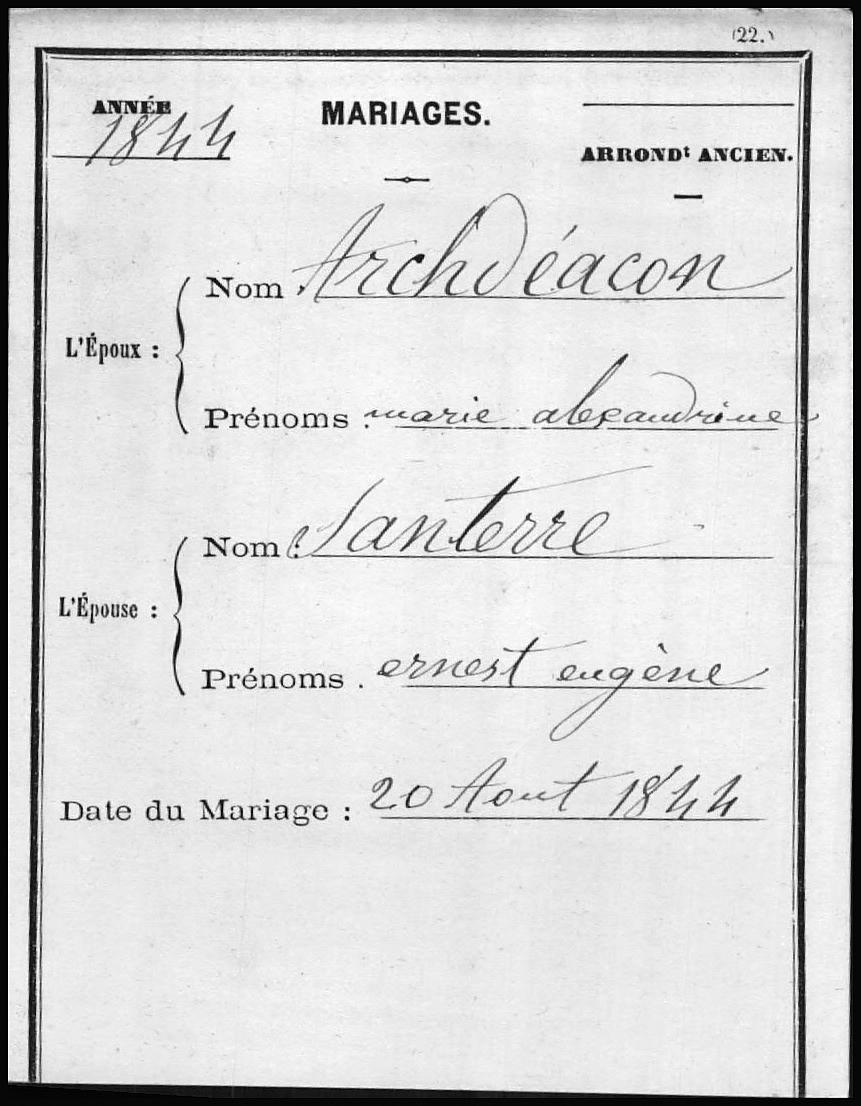 (22.)
ANNÉE
1844
MARIAGES.
ARRONDt ANCIEN.
Nom : Archdéacon
L'Époux :
Prénoms : marie alexandrine
Nom : Santerre
L'Épouse :
Prénoms . ernest eugène
Date du Mariage : 20 Aout 1844